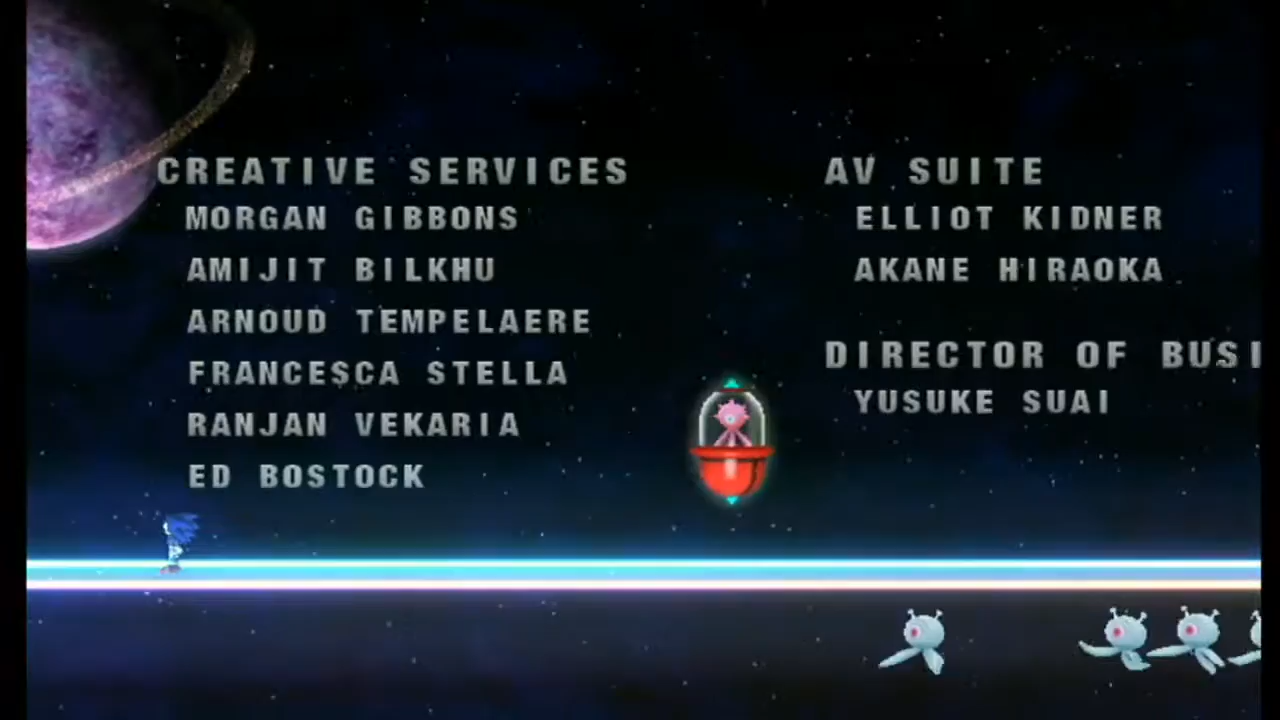 CREATIVE SERVICES
MORGAN GIBBONS
AMIJIT BILKHU
ARNOUD TEMPELAERE
FRANCESCA STELLA
RANJAN VEKARIA
ED BOSTOCK
AV SUITE
ELLIOT KIDNER
AKANE HIRAOKA
DIRECTOR OF BUSI
YUSUKE SUAI